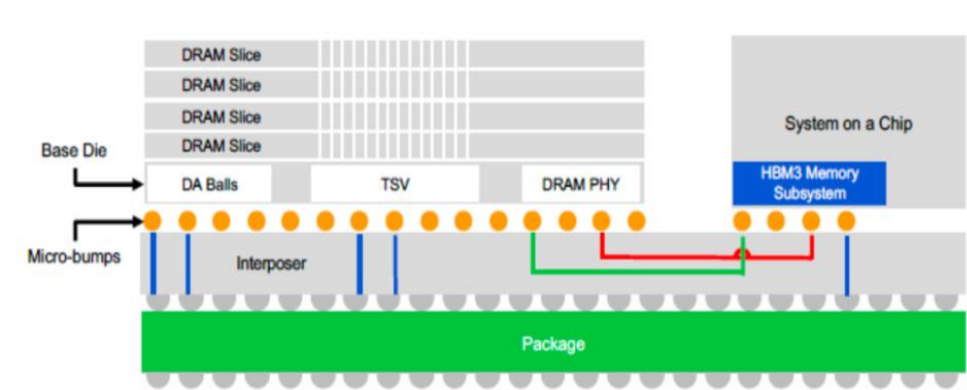 DRAM Slice
DRAM Slice
DRAM Slice
DRAM Slice
System on a Chip
Base Die
DA Balls
TSV
DRAM PHY
HBM3 Memory
Subsystem
Micro-bumps
Interposer
Package